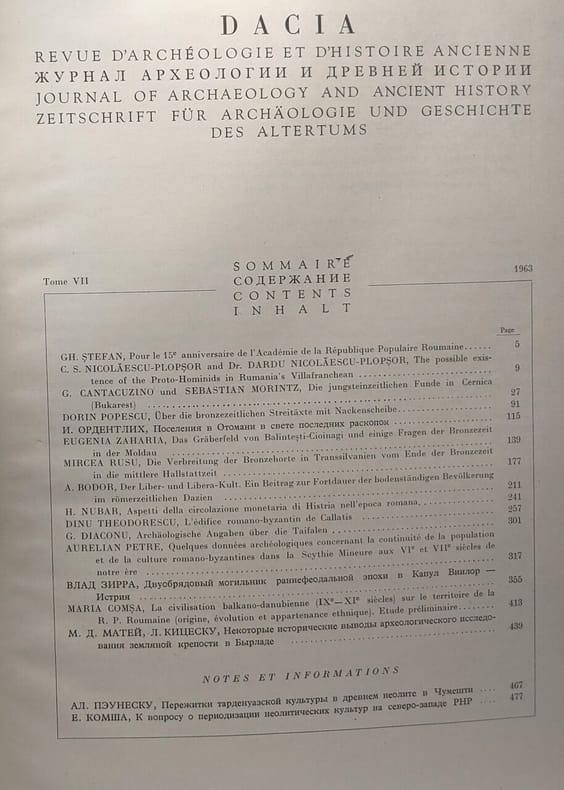 DACIA
REVUE D'ARCHÉOLOGIE ET D'HISTOIRE ANCIENNE
ЖУРНАЛ АРХЕОЛОГИИ И ДРЕВНЕЙ ИСТОРИИ
JOURNAL OF ARCHAEOLOGY AND ANCIENT HISTORY
ZEITSCHRIFT FÜR ARCHÄOLOGIE UND GESCHICHTE
DES ALTERTUMS
SOMMAIRE
Tome VII СОДЕРЖАНИЕ 1963
CONTENTS
INHALT
Page
GH. ŞTEFAN, Pour le 15e anniversaire de l'Académie de la République Populaire Roumaine...... 5
C. S. NICOLĂESCU-PLOPŞOR and Dr. DARDU NICOLĂESCU-PLOPŞOR, The possible exis-
tence of the Proto-Hominids in Rumania's Villafranchean 9
G. CANTACUZINO und SEBASTIAN MORINTZ, Die jungsteinzeitlichen Funde in Cernica
(Bukarest) 27
DORIN POPESCU, Über die bronzezeitlichen Streitäxte mit Nackenscheibe 91
И. ОРДЕНТЛИХ, Поселения в Отомани в свете последних раскопок 115
EUGENIA ZAHARIA, Das Gräberfeld von Balinteşti-Cioinagi und einige Fragen der Bronzezeit
in der Moldau 139
MIRCEA RUSU, Die Verbreitung der Bronzehorte in Transsilvanien vom Ende der Bronzezeit
in die mittlere Hallstattzeit 177
A. BODOR, Der Liber- und Libera-Kult. Ein Beitrag zur Fortdauer der bodenständigen Bevölkerung
im römerzeitlichen Dazien 211
H. NUBAR, Aspetti della circolazione monetaria di Histria nell'epoca romana. 241
DINU THEODORESCU, L'édifice romano-byzantin de Callatis 257
G. DIACONU, Archäologische Angaben über die Taifalen 301
AURELIAN PETRE, Quelques données archéologiques concernant la continuité de la population
et de la culture romano-byzantines dans la Scythie Mineure aux VIe et VIIe siècles de
notre ère 317
ВЛАД ЗИРРА, Двуобрядовый могильник раннефеодальной эпохи в Капул Виилор —
Истрия 355
MARIA COMŞA, La civilisation balkano-danubienne (IXe—XIe siècles) sur le territoire de la
R. P. Roumaine (origine, évolution et appartenance ethnique). Etude préliminaire 413
М. Д. МАТЕЙ, Л. КИЦЕСКУ, Некоторые исторические выводы археологического исследо-
вания земляной крепости в Бырладе 439
NOTES ET INFORMATIONS
АЛ. ПЭУНЕСКУ, Пережитки тарденуазской культуры в древнем неолите в Чумешти .... 467
Е. КОМША, К вопросу о периодизации неолитических культур на северо-западе РНР .... 477